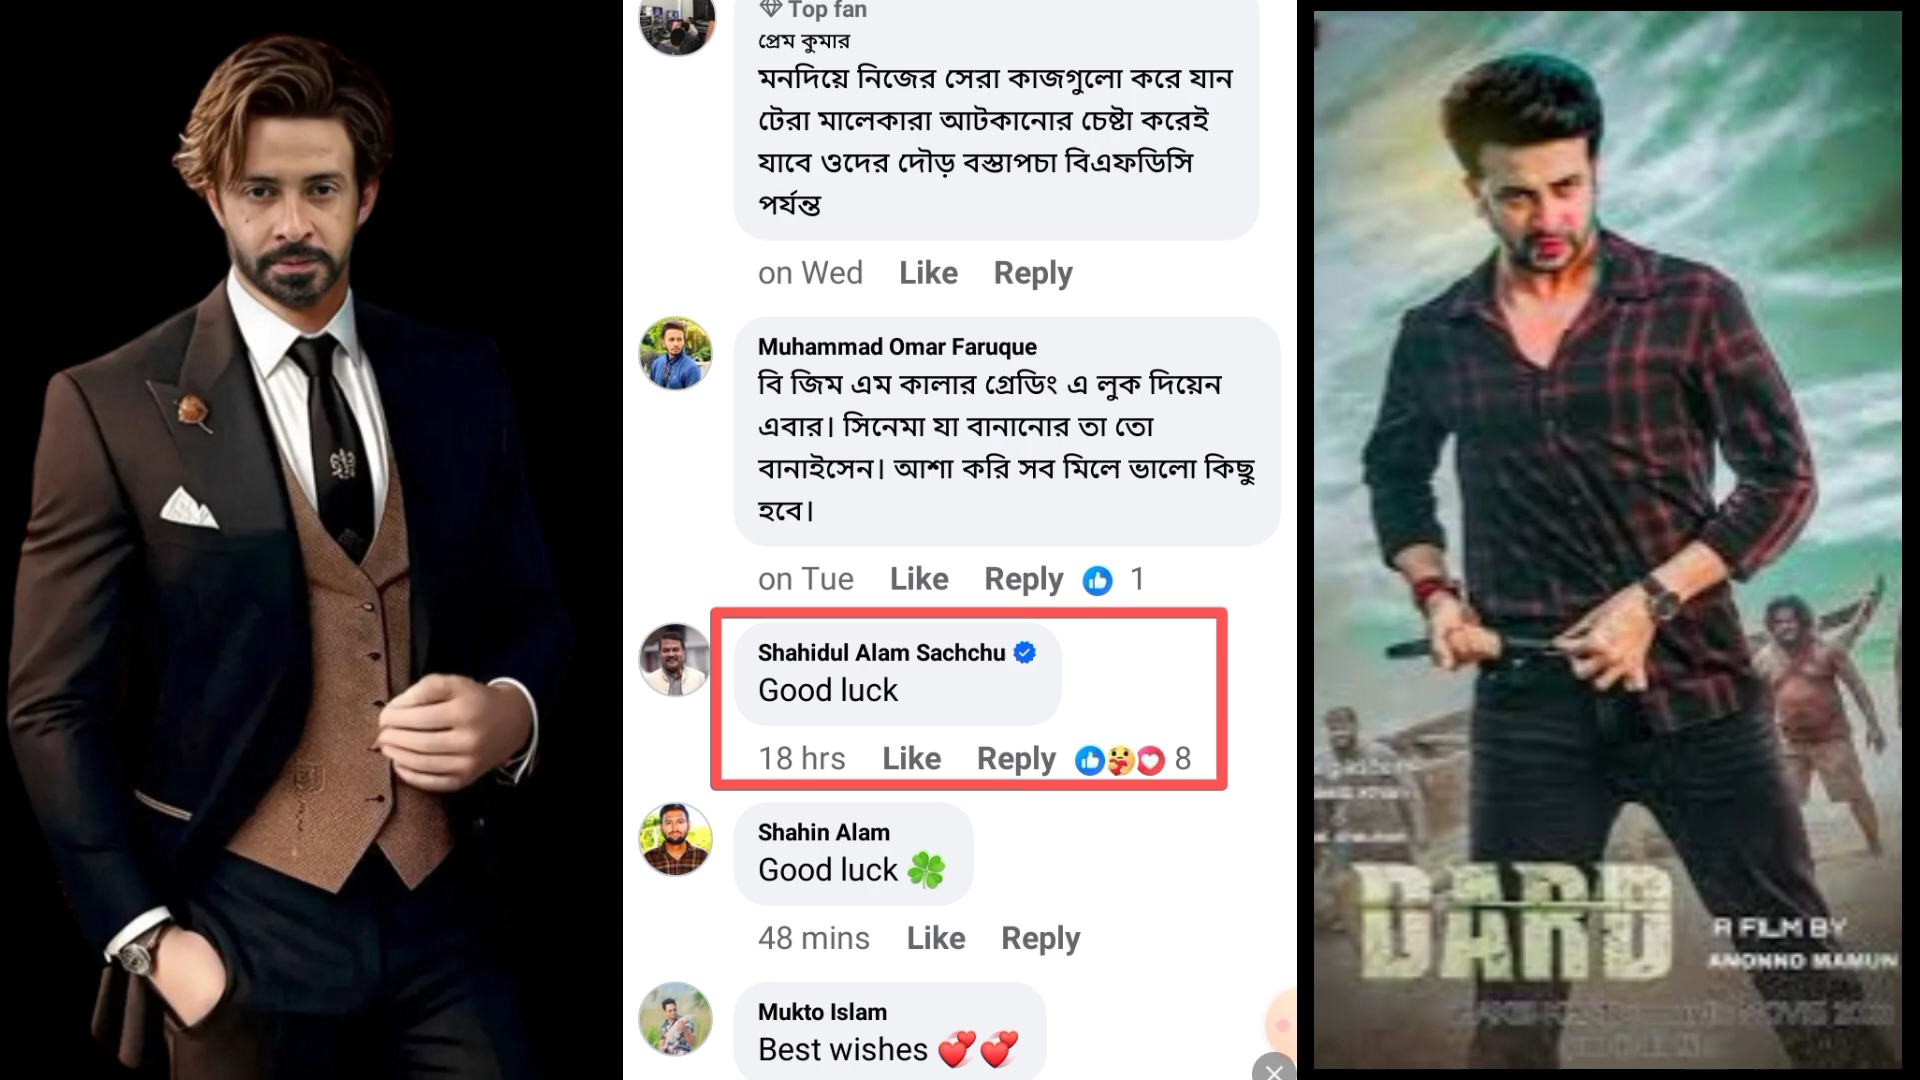 Top fan
প্রেম কুমার
মনদিয়ে নিজের সেরা কাজগুলো করে যান
টেরা মালেকারা আটকানোর চেষ্টা করেই
যাবে ওদের দৌড় বস্তাপচা বিএফডিসি
পর্যন্ত
on Wed Like Reply
Muhammad Omar Faruque
বি জিম এম কালার গ্রেডিং এ লুক দিয়েন
এবার। সিনেমা যা বানানোর তা তো
বানাইসেন। আশা করি সব মিলে ভালো কিছু
হবে।
on Tue Like Reply 1
Shahidul Alam Sachchu
Good luck
18 hrs Like Reply 8
Shahin Alam
Good luck
48 mins Like Reply
Mukto Islam
Best wishes
DARD
A FILM BY
ANONNO MAMUN